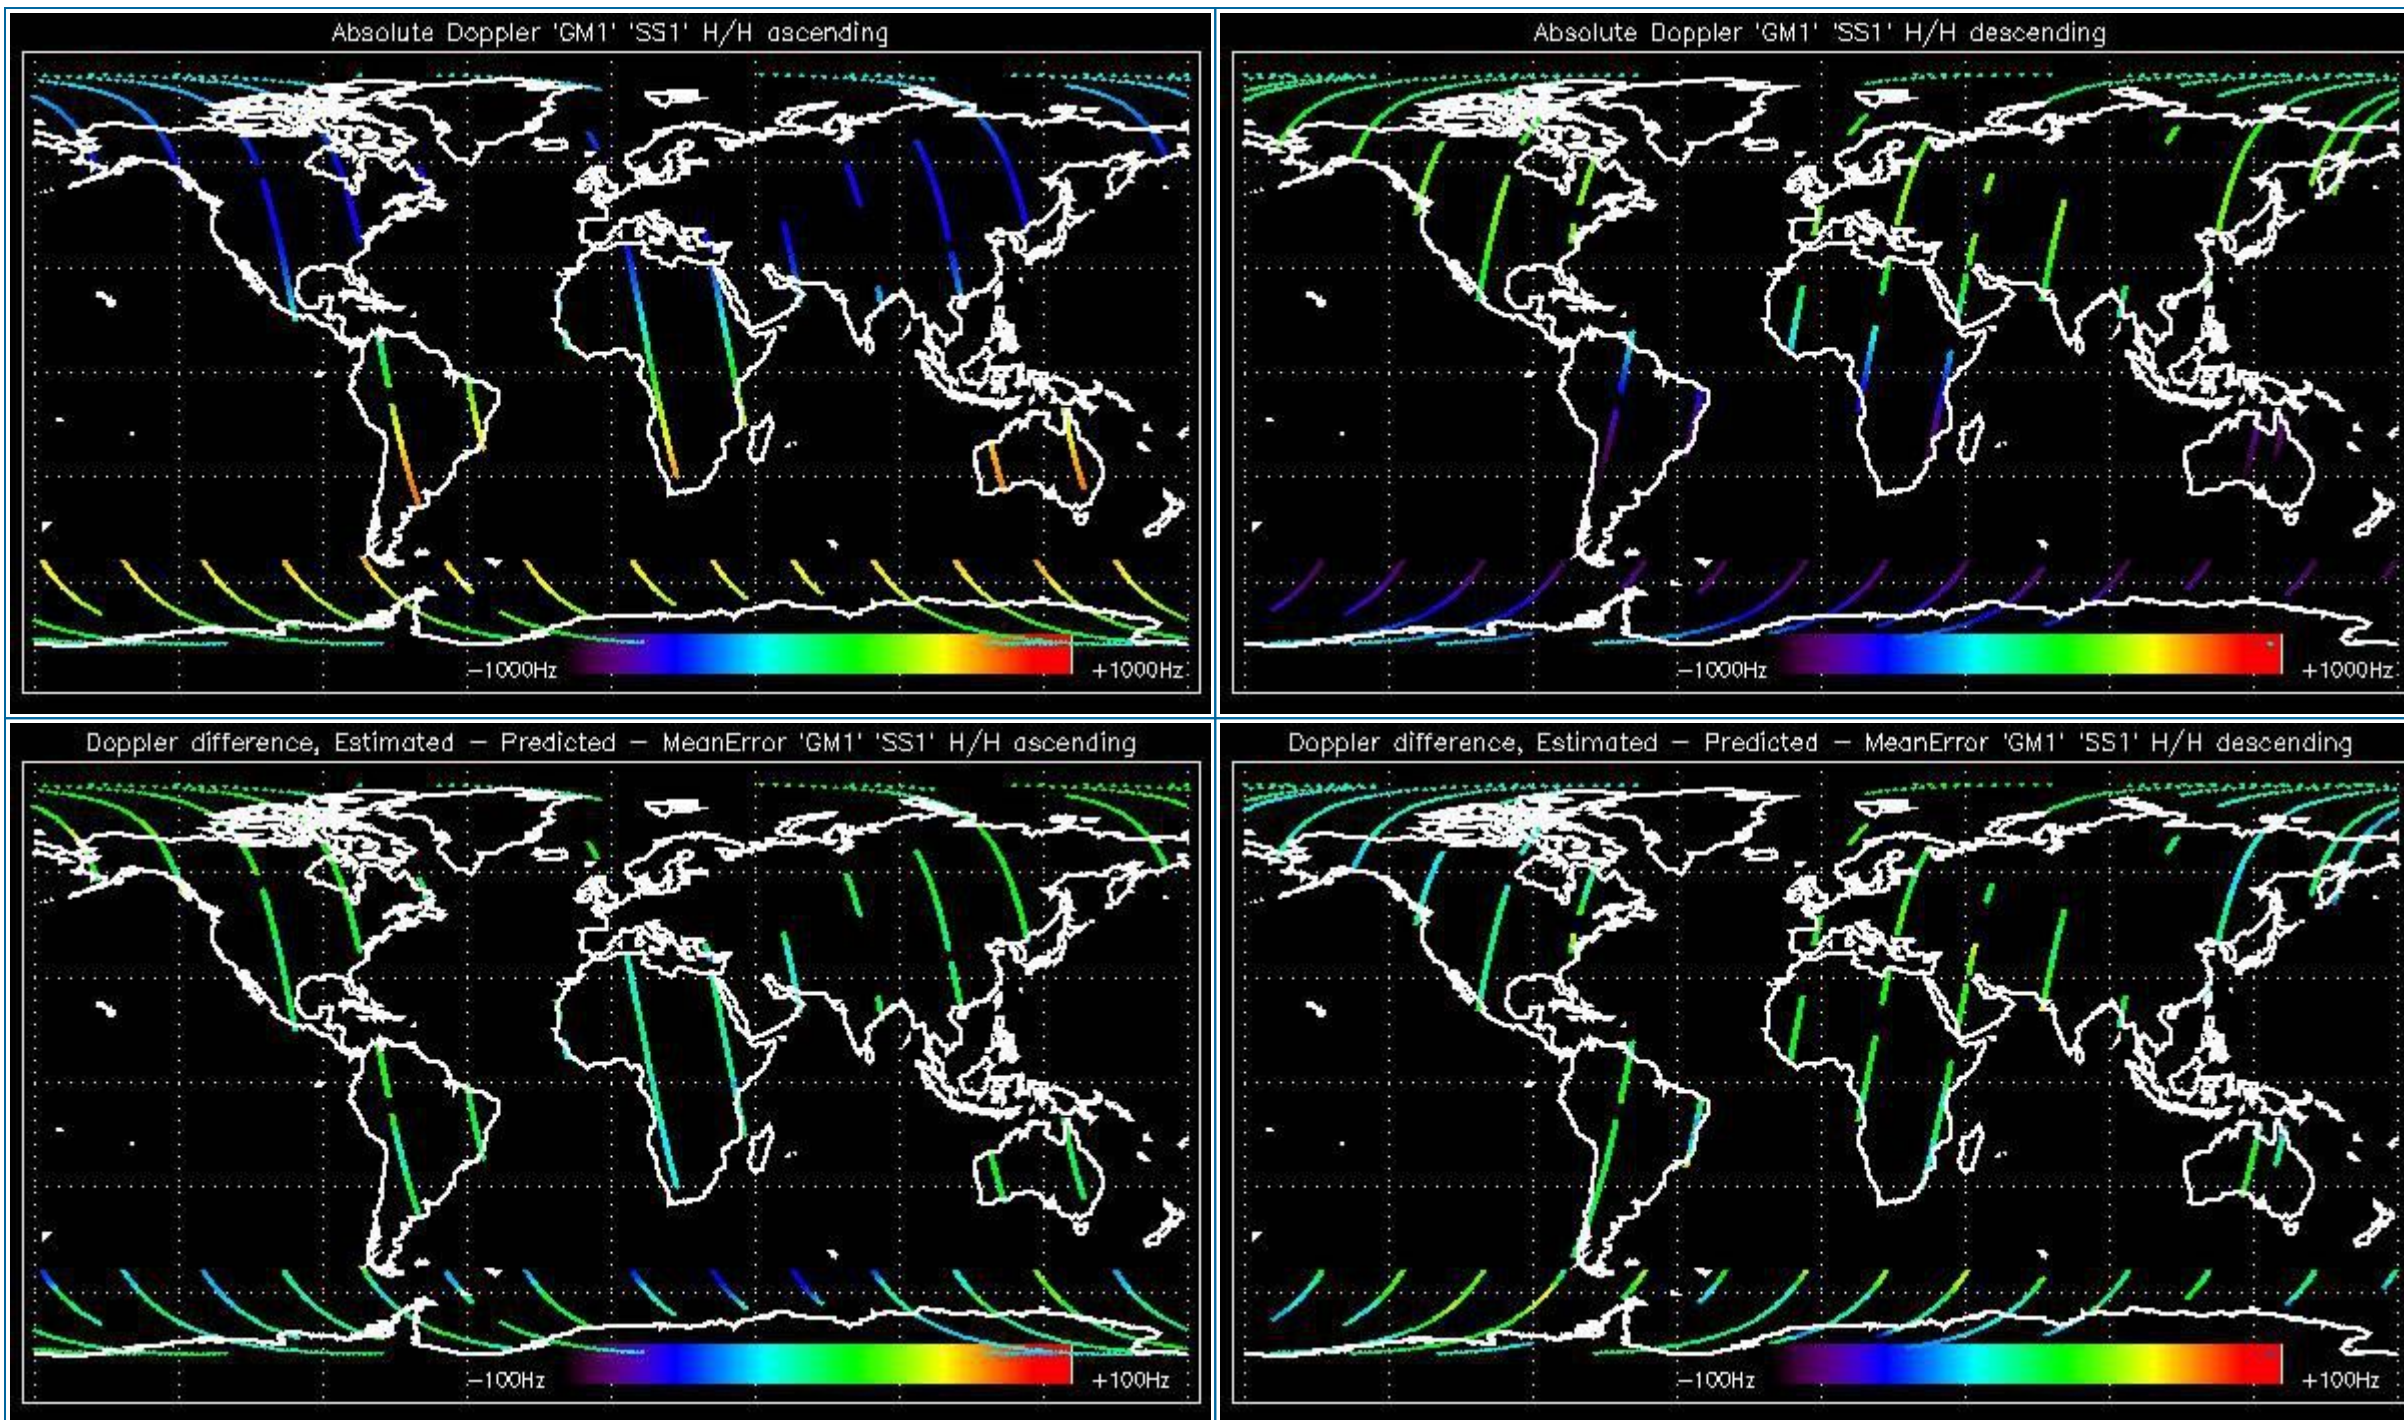 Absolute Doppler 'GM1' 'SS1' H/H ascending
−1000Hz
+1000Hz
Absolute Doppler 'GM1' 'SS1' H/H descending
−1000Hz
+1000Hz
Doppler difference, Estimated − Predicted − MeanError 'GM1' 'SS1' H/H ascending
−100Hz
+100Hz
Doppler difference, Estimated − Predicted − MeanError 'GM1' 'SS1' H/H descending
−100Hz
+100Hz